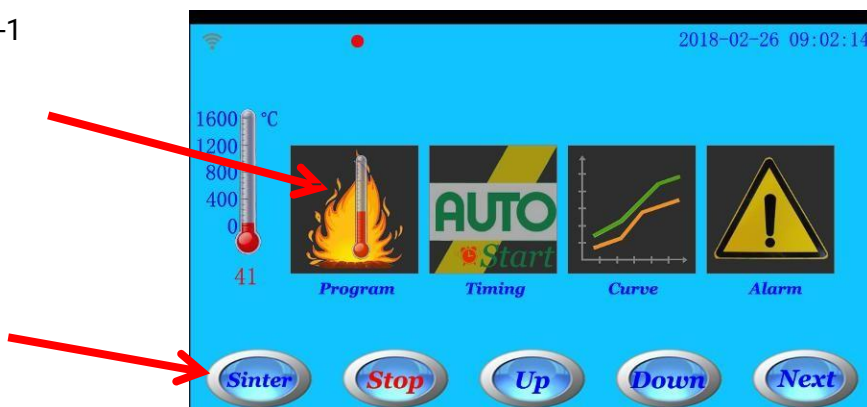 -1
2018-02-26 09:02:14
1600 ℃
1200
800
400
0
41
AUTO
Start
Program Timing Curve Alarm
Sinter Stop Up Down Next